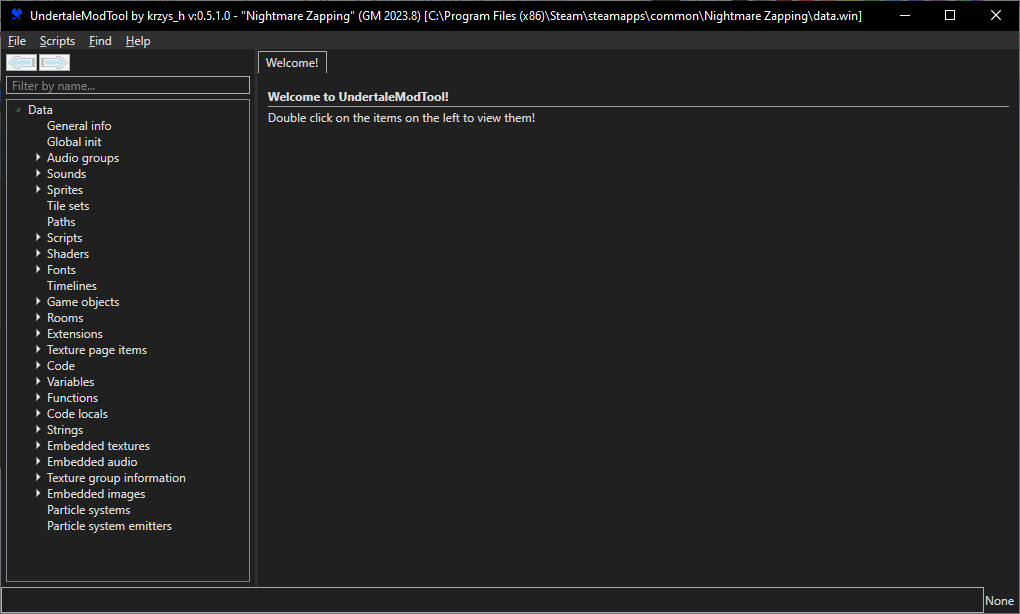 UndertaleModTool by krzys_h v:0.5.1.0 - "Nightmare Zapping" (GM 2023.8) [C:\Program Files (x86)\Steam\steamapps\common\Nightmare Zapping\data.win]
File Scripts Find Help
Filter by name...
Data
General info
Global init
Audio groups
Sounds
Sprites
Tile sets
Paths
Scripts
Shaders
Fonts
Timelines
Game objects
Rooms
Extensions
Texture page items
Code
Variables
Functions
Code locals
Strings
Embedded textures
Embedded audio
Texture group information
Embedded images
Particle systems
Particle system emitters
Welcome!
Welcome to UndertaleModTool!
Double click on the items on the left to view them!
None